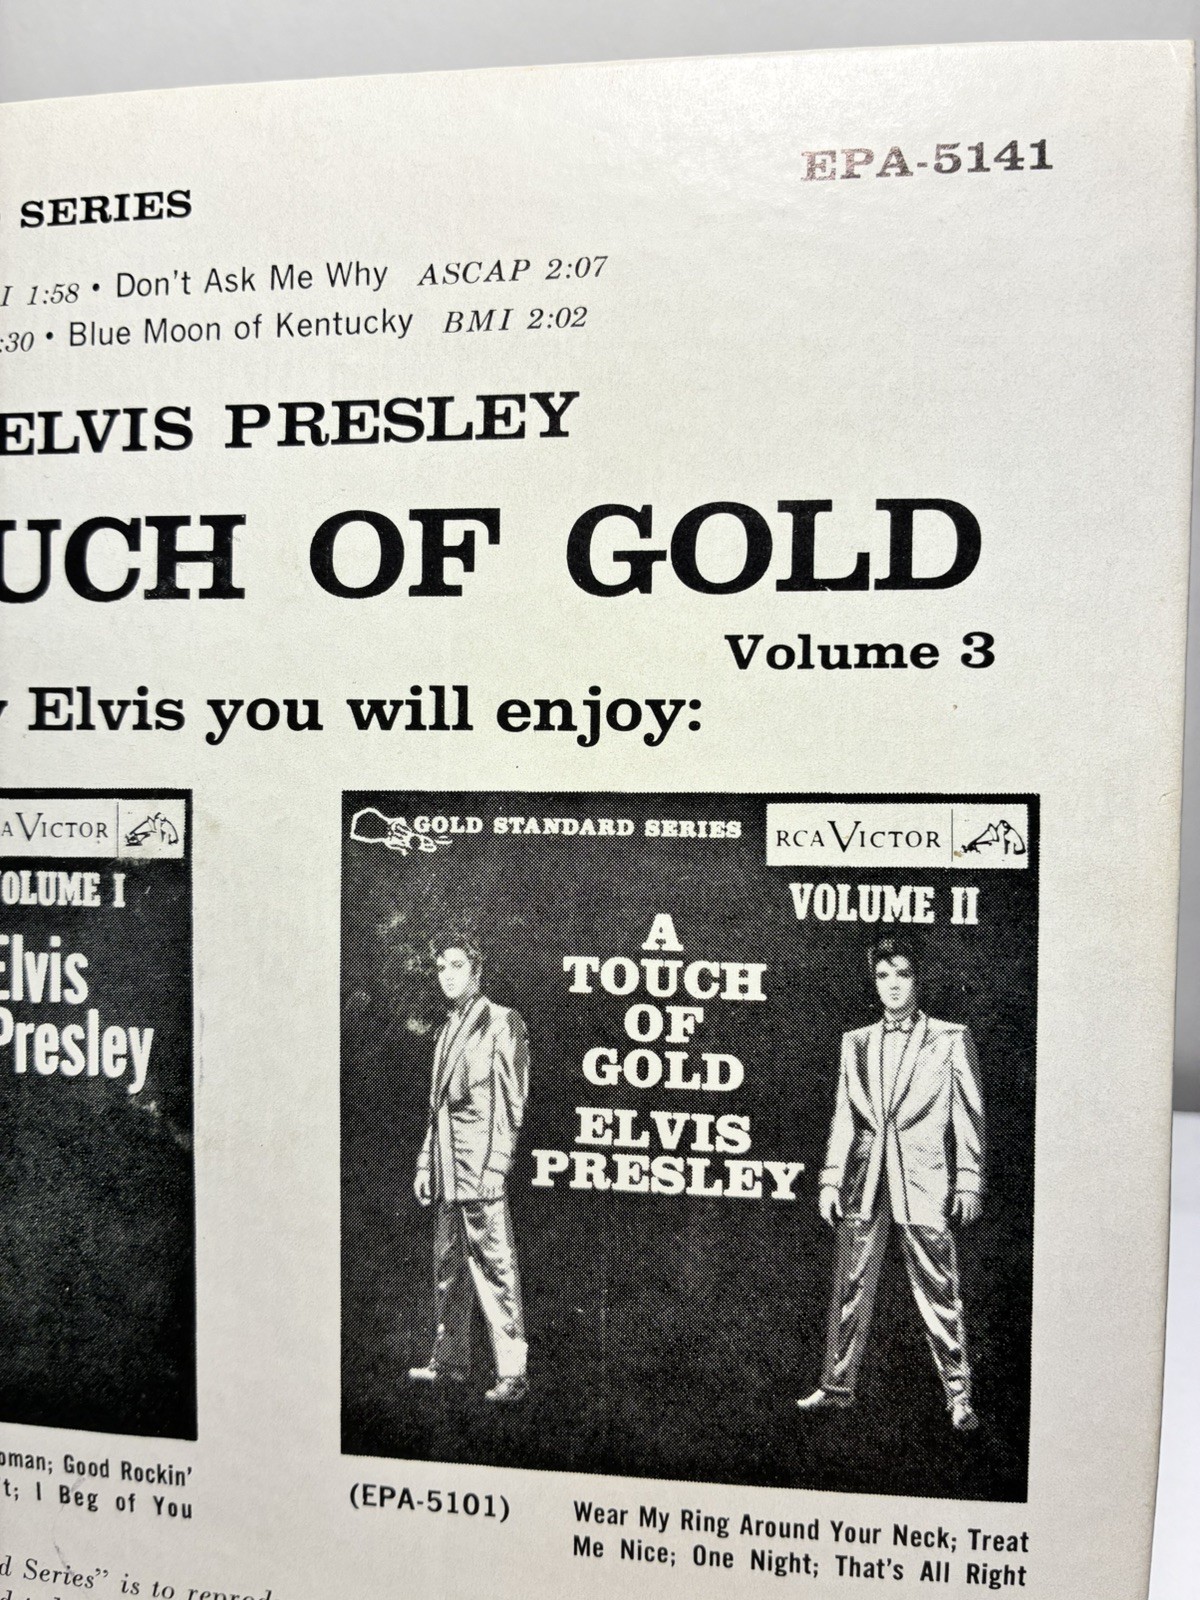 EPA-5141
SERIES
1:58 • Don't Ask Me Why ASCAP 2:07
:30 • Blue Moon of Kentucky BMI 2:02
ELVIS PRESLEY
UCH OF GOLD
Volume 3
Elvis you will enjoy:
A VICTOR
OLUME I
Elvis
Presley
GOLD STANDARD SERIES
RCA VICTOR
VOLUME II
A
TOUCH
OF
GOLD
ELVIS
PRESLEY
oman; Good Rockin'
't; I Beg of You
(EPA-5101)
Wear My Ring Around Your Neck; Treat
Me Nice; One Night; That's All Right
d Series" is to reprod